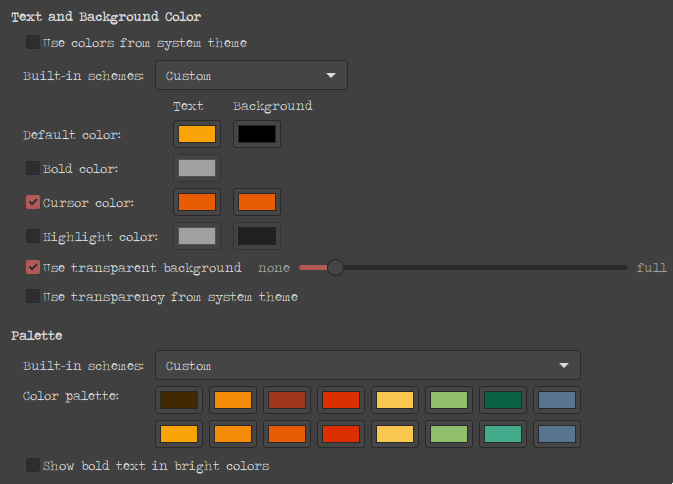 Text and Background Color
Use colors from system theme
Built-in schemes: Custom
Text Background
Default color:
Bold color:
Cursor color:
Highlight color:
Use transparent background none full
Use transparency from system theme
Palette
Built-in schemes: Custom
Color palette:
Show bold text in bright colors